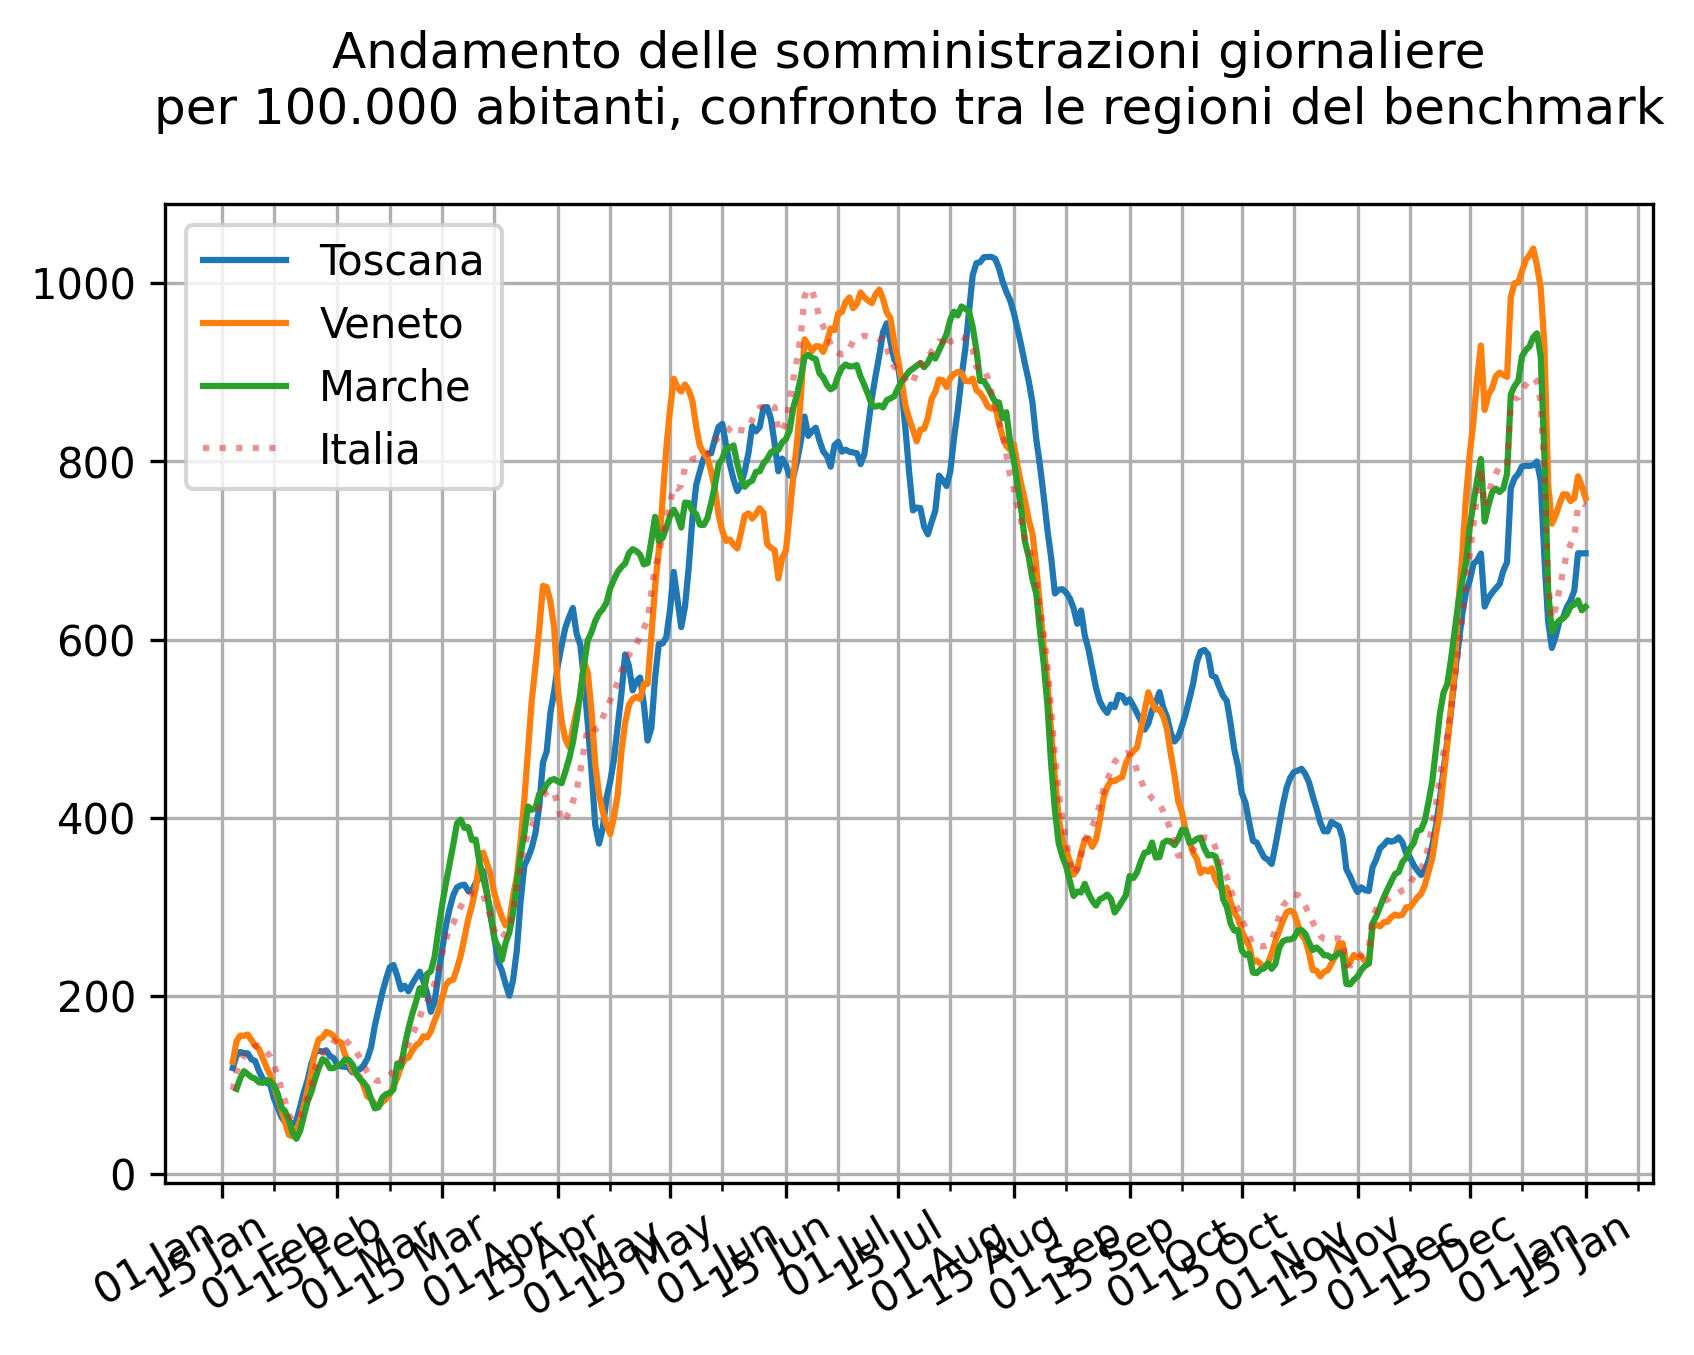 Andamento delle somministrazioni giornaliere
per 100.000 abitanti, confronto tra le regioni del benchmark
Toscana
Veneto
Marche
Italia
1000
800
600
400
200
0
01 Jan
15 Jan
01 Feb
15 Feb
01 Mar
15 Mar
01 Apr
15 Apr
01 May
15 May
01 Jun
15 Jun
01 Jul
15 Jul
01 Aug
15 Aug
01 Sep
15 Sep
01 Oct
15 Oct
01 Nov
15 Nov
01 Dec
15 Dec
01 Jan
15 Jan